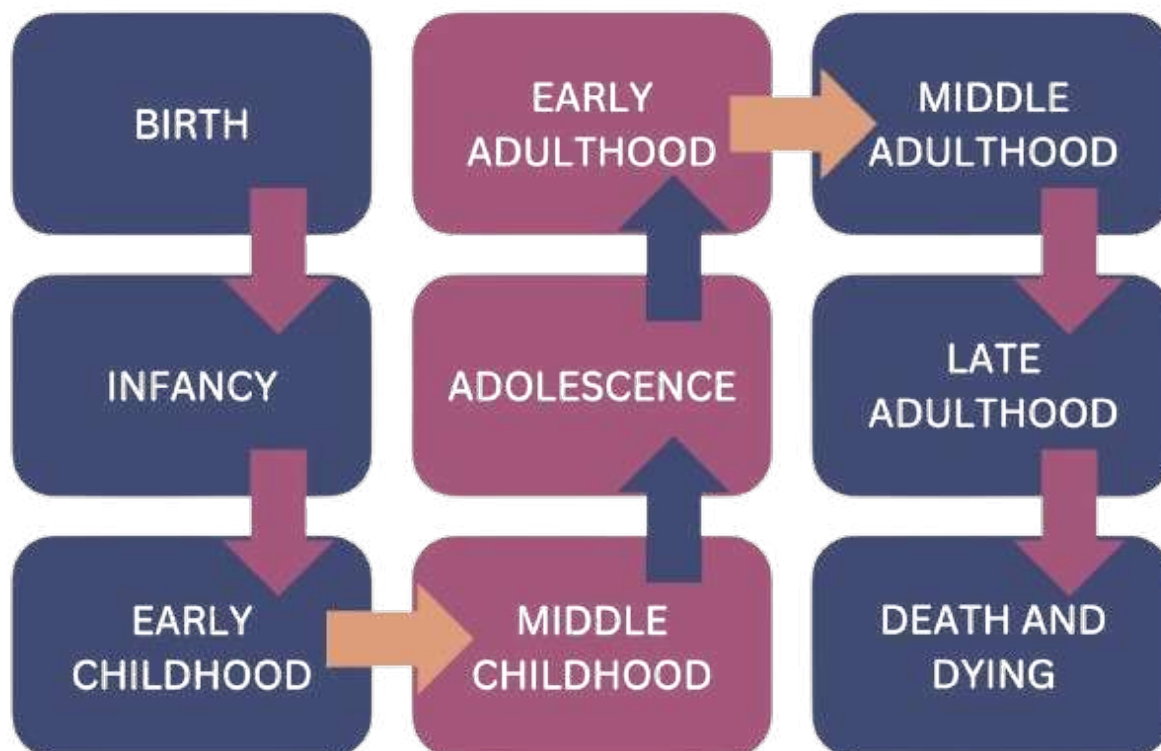 BIRTH
INFANCY
EARLY
CHILDHOOD
MIDDLE
CHILDHOOD
ADOLESCENCE
EARLY
ADULTHOOD
MIDDLE
ADULTHOOD
LATE
ADULTHOOD
DEATH AND
DYING